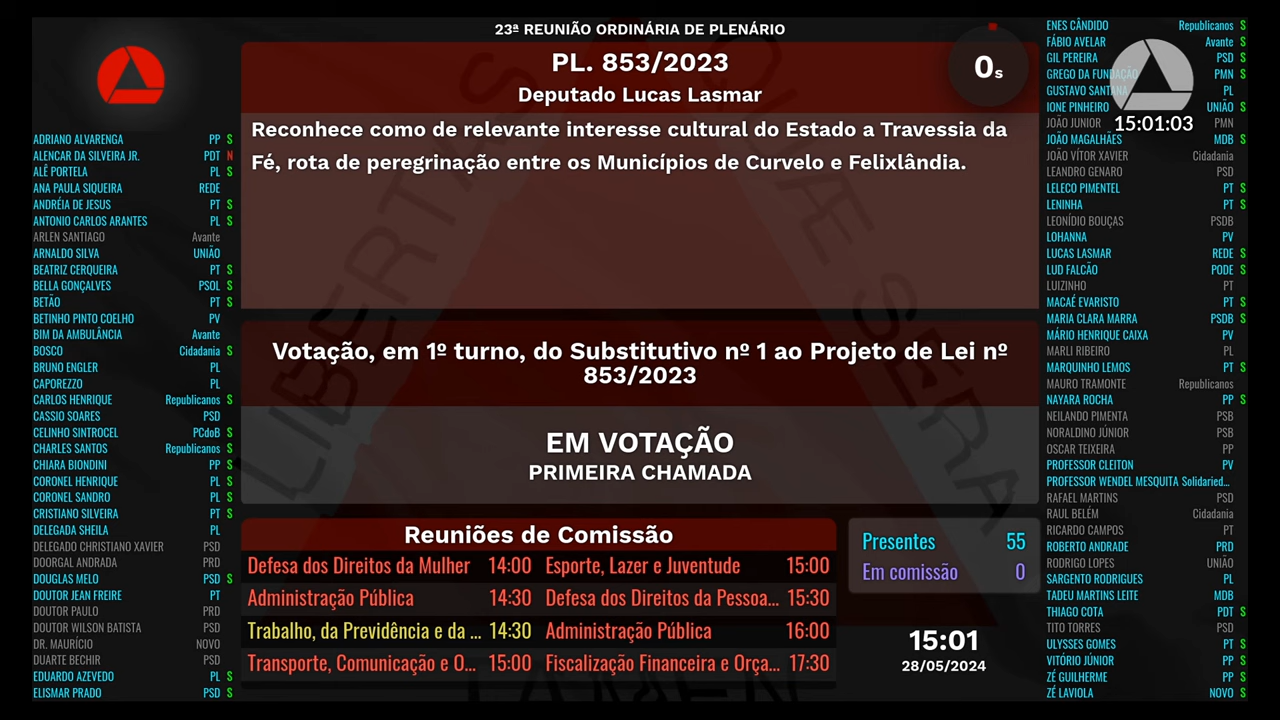 23ª REUNIÃO ORDINÁRIA DE PLENÁRIO
PL. 853/2023
Deputado Lucas Lasmar
0s
Reconhece como de relevante interesse cultural do Estado a Travessia da
Fé, rota de peregrinação entre os Municípios de Curvelo e Felixlândia.
Votação, em 1º turno, do Substitutivo nº 1 ao Projeto de Lei nº
853/2023
EM VOTAÇÃO
PRIMEIRA CHAMADA
Reuniões de Comissão
Defesa dos Direitos da Mulher 14:00 Esporte, Lazer e Juventude 15:00
Administração Pública 14:30 Defesa dos Direitos da Pessoa... 15:30
Trabalho, da Previdência e da ... 14:30 Administração Pública 16:00
Transporte, Comunicação e O... 15:00 Fiscalização Financeira e Orça... 17:30
Presentes 55
Em comissão 0
15:01
28/05/2024
ADRIANO ALVARENGA PP S
ALENCAR DA SILVEIRA JR. PDT N
ALÊ PORTELA PL S
ANA PAULA SIQUEIRA REDE
ANDRÉIA DE JESUS PT S
ANTONIO CARLOS ARANTES PL S
ARLEN SANTIAGO Avante
ARNALDO SILVA UNIÃO
BEATRIZ CERQUEIRA PT S
BELLA GONÇALVES PSOL S
BETÃO PT S
BETINHO PINTO COELHO PV
BIM DA AMBULÂNCIA Avante
BOSCO Cidadania S
BRUNO ENGLER PL
CAPOREZZO PL
CARLOS HENRIQUE Republicanos S
CASSIO SOARES PSD
CELINHO SINTROCEL PCdoB S
CHARLES SANTOS Republicanos S
CHIARA BIONDINI PP S
CORONEL HENRIQUE PL S
CORONEL SANDRO PL S
CRISTIANO SILVEIRA PT S
DELEGADA SHEILA PL
DELEGADO CHRISTIANO XAVIER PSD
DOORGAL ANDRADA PRD
DOUGLAS MELO PSD S
DOUTOR JEAN FREIRE PT
DOUTOR PAULO PRD
DOUTOR WILSON BATISTA PSD
DR. MAURÍCIO NOVO
DUARTE BECHIR PSD
EDUARDO AZEVEDO PL S
ELISMAR PRADO PSD S
ENES CÂNDIDO Republicanos S
FÁBIO AVELAR Avante S
GIL PEREIRA PSD S
GREGO DA FUNDAÇÃO PMN S
GUSTAVO SANTANA PL
IONE PINHEIRO UNIÃO S
JOÃO JUNIOR PMN
15:01:03
JOÃO MAGALHÃES MDB S
JOÃO VÍTOR XAVIER Cidadania
LEANDRO GENARO PSD
LELECO PIMENTEL PT S
LENINHA PT S
LEONÍDIO BOUÇAS PSDB
LOHANNA PV
LUCAS LASMAR REDE S
LUD FALCÃO PODE S
LUIZINHO PT
MACAÉ EVARISTO PT S
MARIA CLARA MARRA PSDB S
MÁRIO HENRIQUE CAIXA PV
MARLI RIBEIRO PL
MARQUINHO LEMOS PT S
MAURO TRAMONTE Republicanos
NAYARA ROCHA PP S
NEILANDO PIMENTA PSB
NORALDINO JÚNIOR PSB
OSCAR TEIXEIRA PP
PROFESSOR CLEITON PV
PROFESSOR WENDEL MESQUITA Solidaried...
RAFAEL MARTINS PSD
RAUL BELÉM Cidadania
RICARDO CAMPOS PT
ROBERTO ANDRADE PRD
RODRIGO LOPES UNIÃO
SARGENTO RODRIGUES PL
TADEU MARTINS LEITE MDB
THIAGO COTA PDT S
TITO TORRES PSD
ULYSSES GOMES PT S
VITÓRIO JÚNIOR PP S
ZÉ GUILHERME PP S
ZÉ LAVIOLA NOVO S